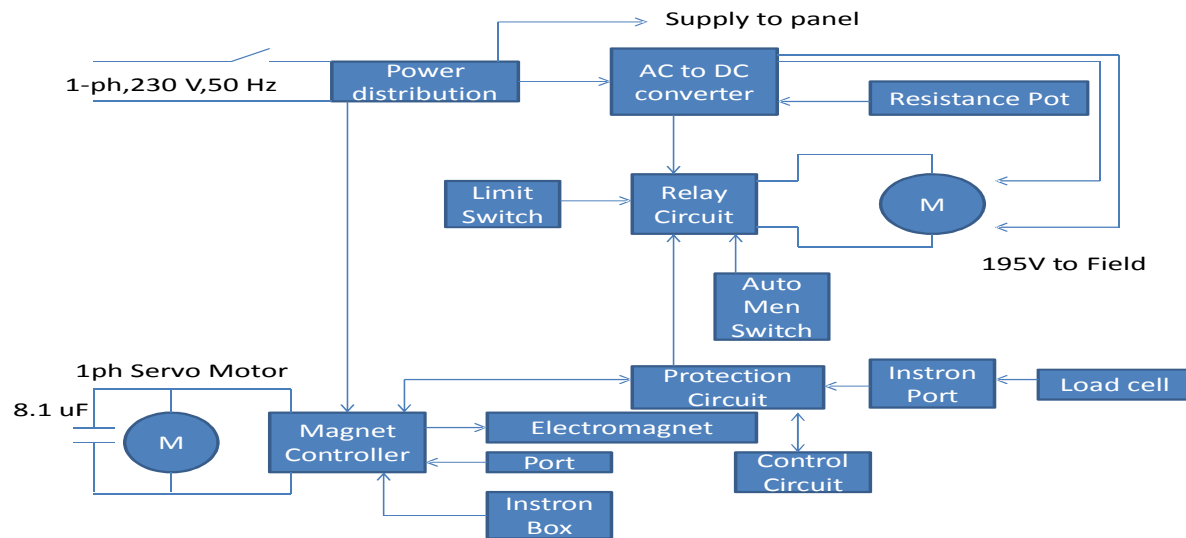 Supply to panel
1-ph,230 V,50 Hz
Power
distribution
AC to DC
converter
Resistance Pot
Limit
Switch
Relay
Circuit
M
195V to Field
Auto
Men
Switch
1ph Servo Motor
8.1 uF
M
Magnet
Controller
Protection
Circuit
Instron
Port
Load cell
Electromagnet
Port
Control
Circuit
Instron
Box